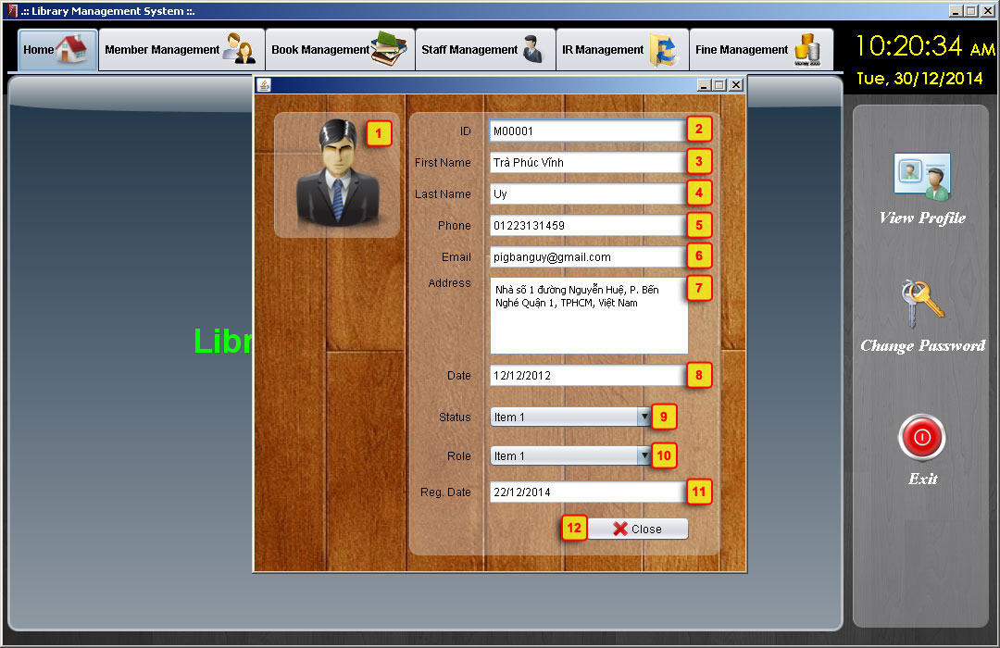 .:: Library Management System ::.
Home
Member Management
Book Management
Staff Management
IR Management
Fine Management
10:20:34 AM
Tue, 30/12/2014
1
ID M00001 2
First Name Trà Phúc Vĩnh 3
Last Name Uy 4
Phone 01223131459 5
Email pigbanguy@gmail.com 6
Address Nhà số 1 đường Nguyễn Huệ, P. Bến 7
Nghé Quận 1, TPHCM, Việt Nam
Date 12/12/2012 8
Status Item 1 9
Role Item 1 10
Reg. Date 22/12/2014 11
12 Close
Libr
View Profile
Change Password
Exit